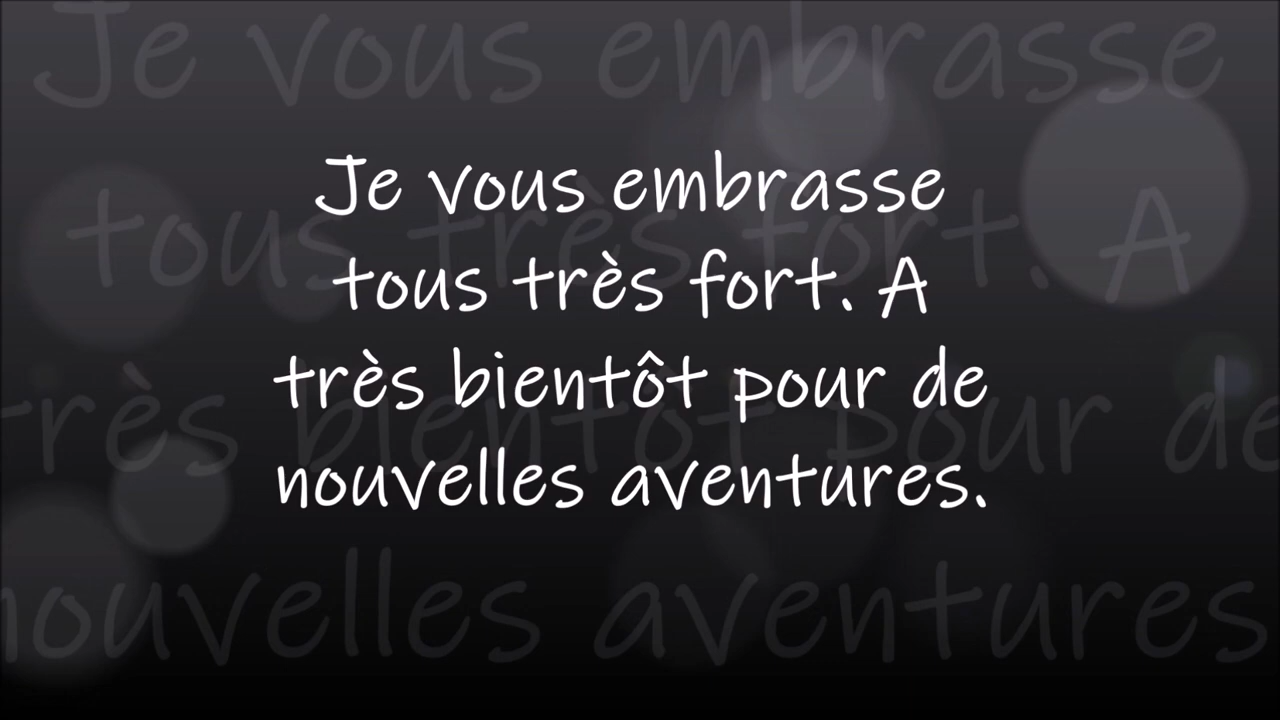 Je vous embrasse
tous très fort. A
très bientôt pour de
nouvelles aventures.